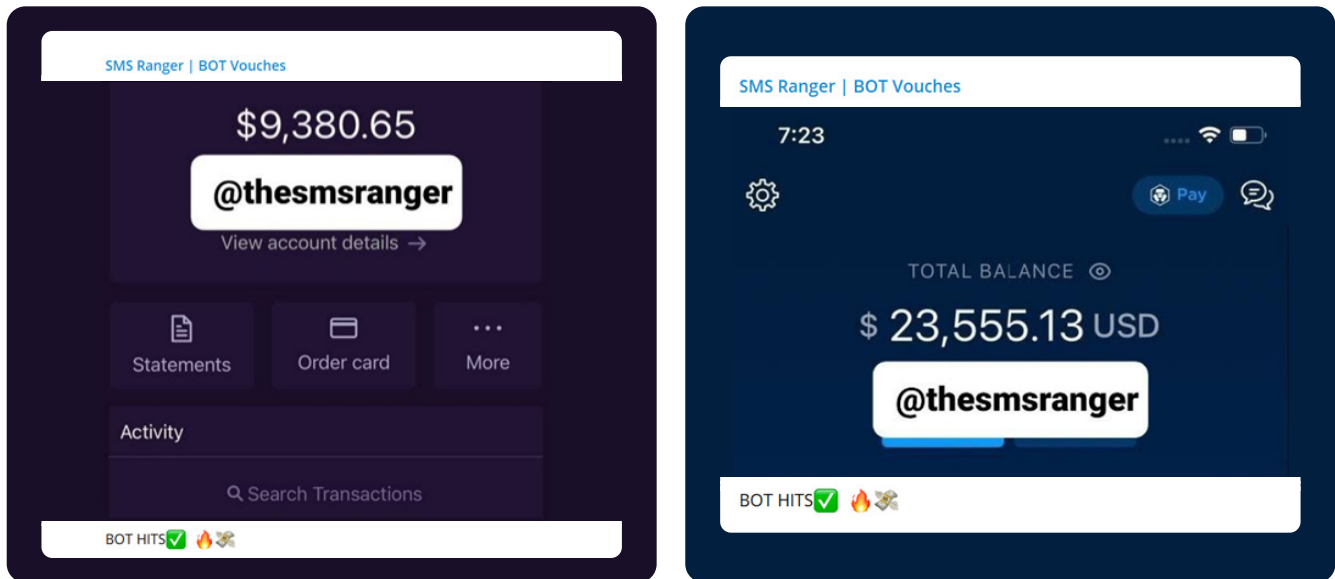 SMS Ranger | BOT Vouches
$9,380.65
@thesmsranger
View account details →
Statements
Order card
More
Activity
Search Transactions
BOT HITS✅ 🔥💸
SMS Ranger | BOT Vouches
7:23
Pay
TOTAL BALANCE
$ 23,555.13 USD
@thesmsranger
BOT HITS✅ 🔥💸